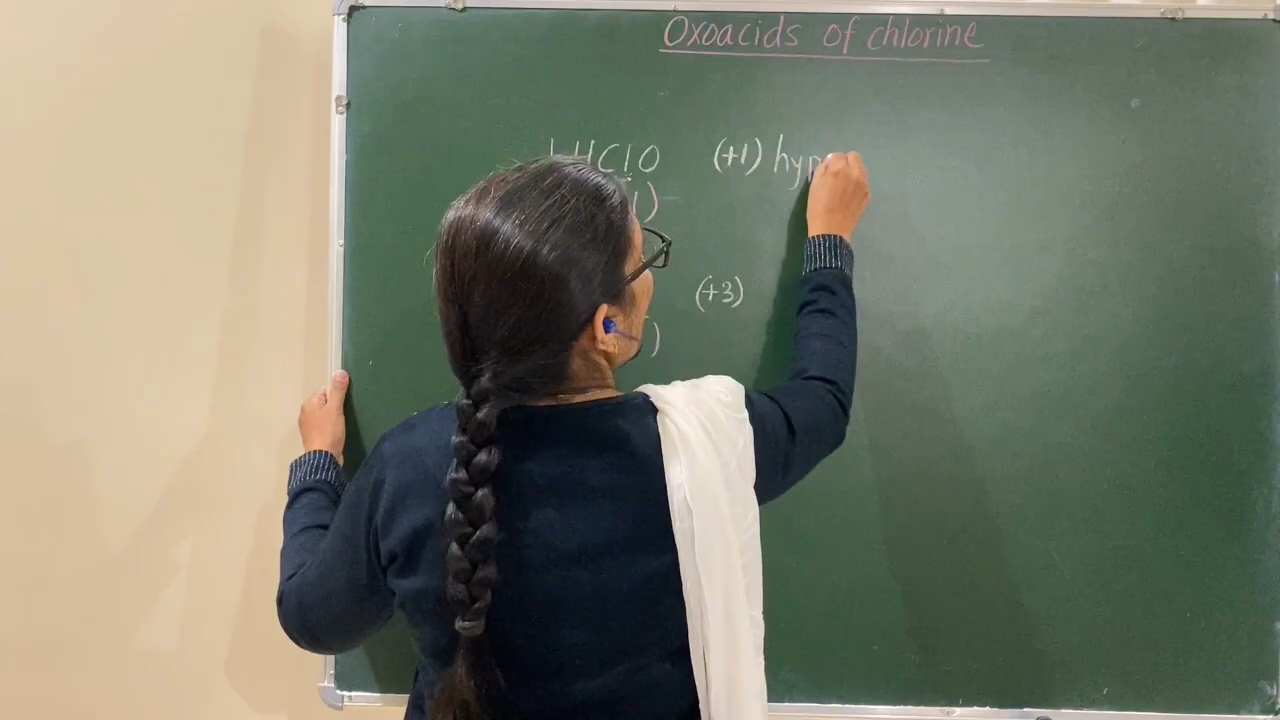 Oxoacids of chlorine
HClO (+1) hyp
(+3)